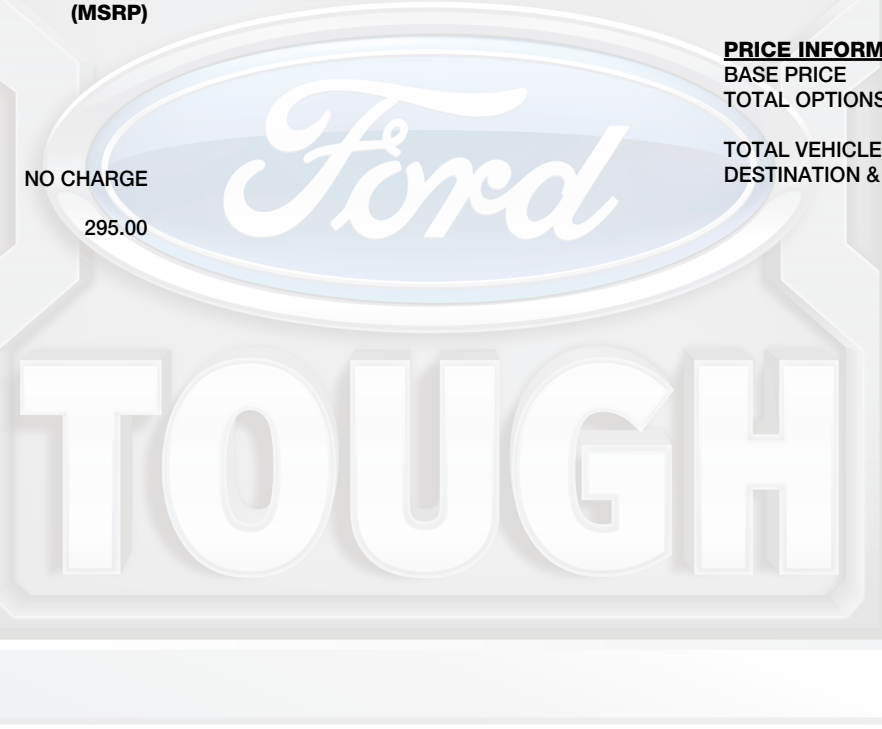 (MSRP)
PRICE INFORM
BASE PRICE
TOTAL OPTIONS
TOTAL VEHICLE
DESTINATION &
NO CHARGE
295.00
Ford
TOUGH